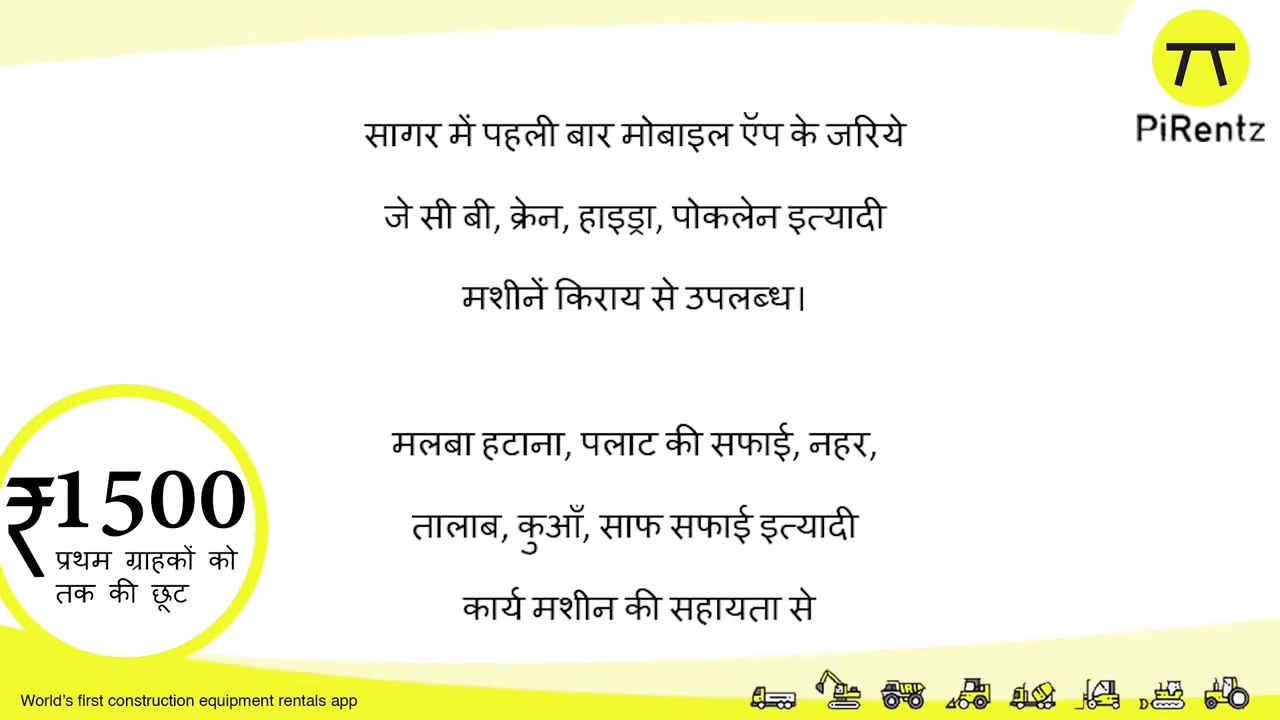 PiRentz
सागर में पहली बार मोबाइल ऍप के जरिये
जे सी बी, क्रेन, हाइड्रा, पोकलेन इत्यादी
मशीनें किराय से उपलब्ध।
मलबा हटाना, पलाट की सफाई, नहर,
तालाब, कुआँ, साफ सफाई इत्यादी
कार्य मशीन की सहायता से
₹1500
प्रथम ग्राहकों को
तक की छूट
World's first construction equipment rentals app